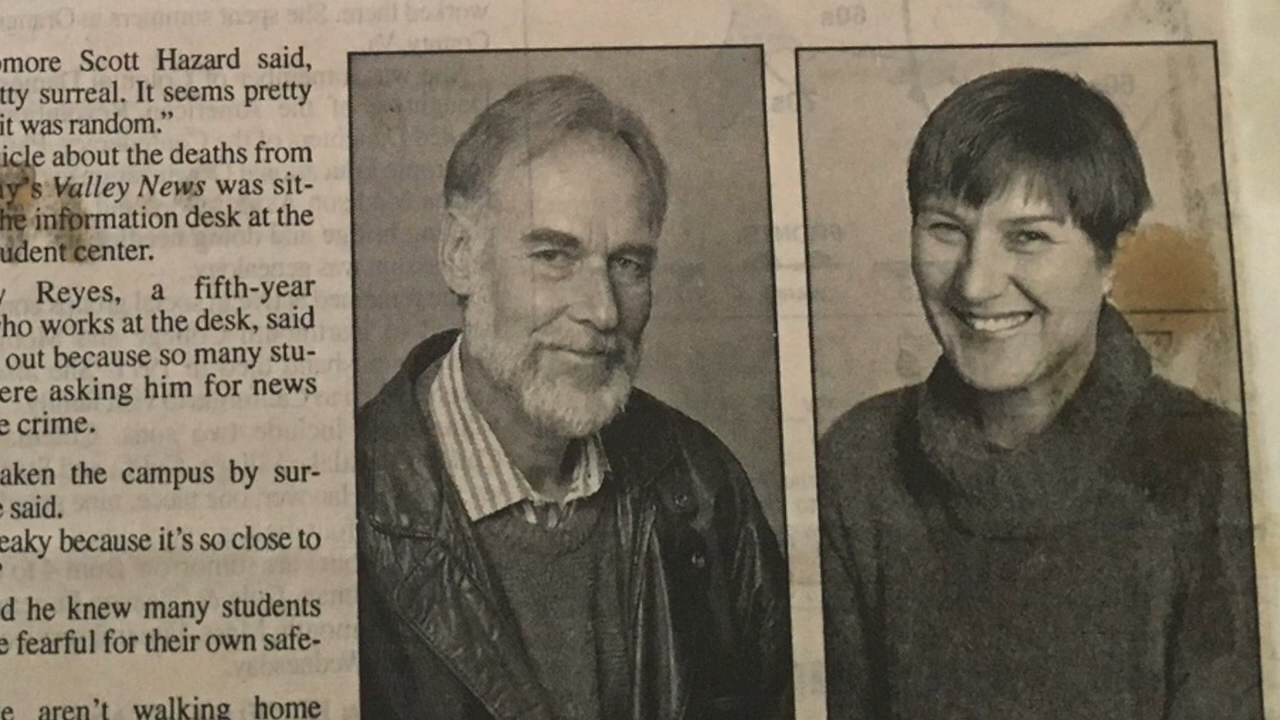 omore Scott Hazard said,
tty surreal. It seems pretty
it was random.”
icle about the deaths from
ay’s Valley News was sit-
he information desk at the
udent center.
y Reyes, a fifth-year
ho works at the desk, said
out because so many stu-
ere asking him for news
e crime.
aken the campus by sur-
e said.
eaky because it’s so close to
”
d he knew many students
e fearful for their own safe-
e aren’t walking home